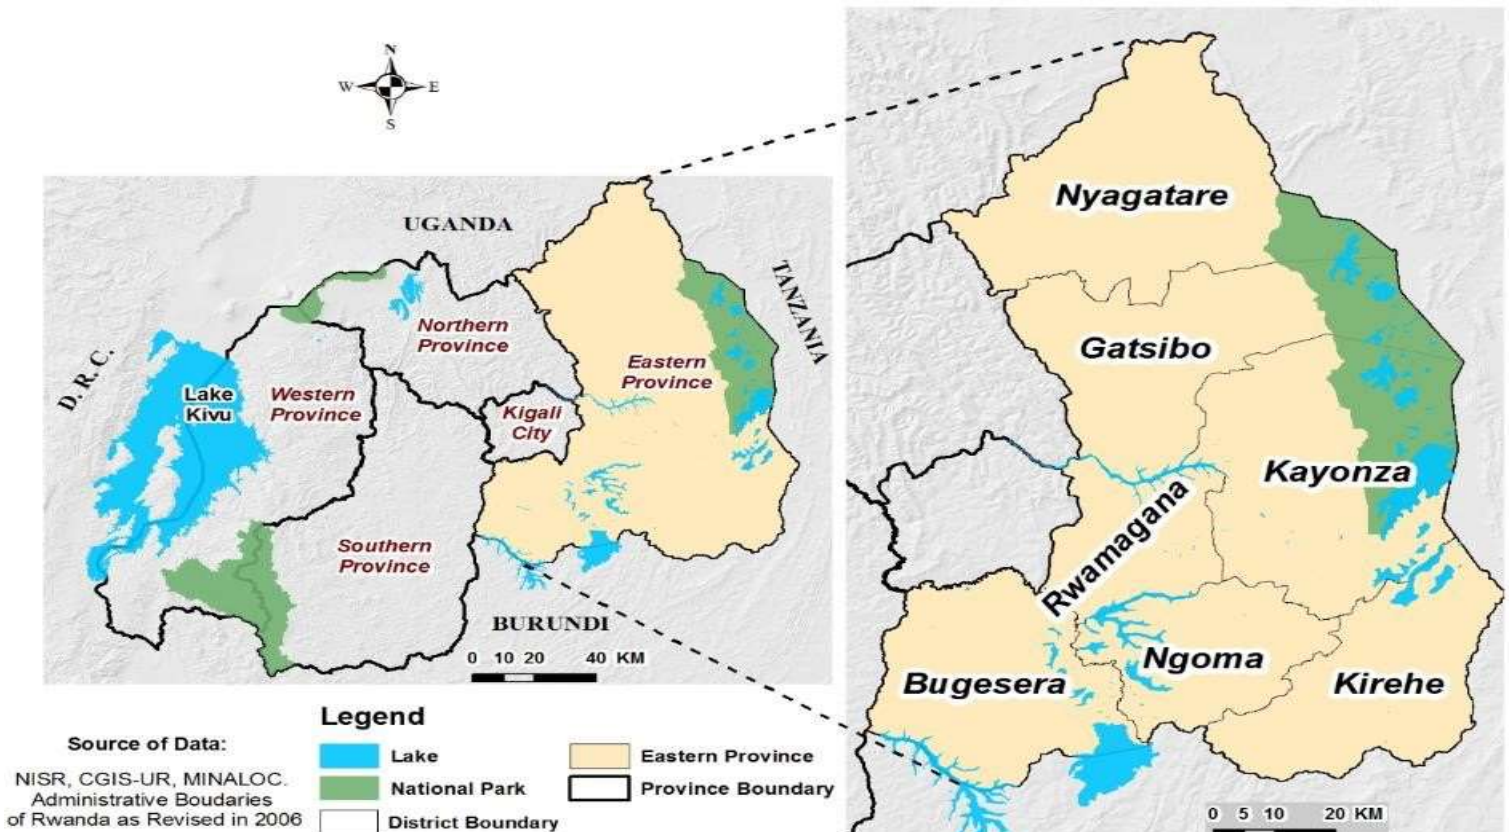 N
W
E
S
UGANDA
TANZANIA
D. R. C.
Northern
Province
Eastern
Province
Lake
Kivu
Western
Province
Kigali
City
Southern
Province
BURUNDI
0 10 20 40 KM
Nyagatare
Gatsibo
Kayonza
Rwamagana
Ngoma
Bugesera
Kirehe
0 5 10 20 KM
Source of Data:
NISR, CGIS-UR, MINALOC.
Administrative Boudaries
of Rwanda as Revised in 2006
Legend
Lake
National Park
District Boundary
Eastern Province
Province Boundary